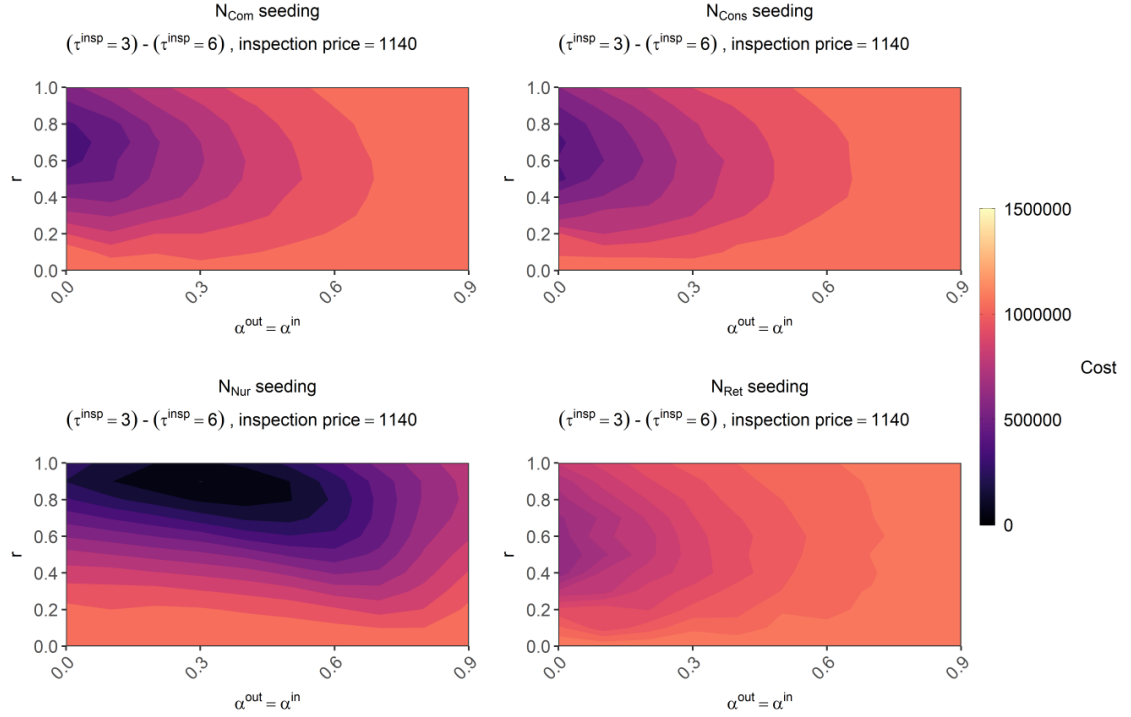 N_Com seeding
(τ^insp = 3) - (τ^insp = 6) , inspection price = 1140
1.0
0.8
0.6
0.4
0.2
0.0
r
0.0
0.3
0.6
0.9
α^out = α^in
N_Cons seeding
(τ^insp = 3) - (τ^insp = 6) , inspection price = 1140
1.0
0.8
0.6
0.4
0.2
0.0
r
0.0
0.3
0.6
0.9
α^out = α^in
N_Nur seeding
(τ^insp = 3) - (τ^insp = 6) , inspection price = 1140
1.0
0.8
0.6
0.4
0.2
0.0
r
0.0
0.3
0.6
0.9
α^out = α^in
N_Ret seeding
(τ^insp = 3) - (τ^insp = 6) , inspection price = 1140
1.0
0.8
0.6
0.4
0.2
0.0
r
0.0
0.3
0.6
0.9
α^out = α^in
1500000
1000000
500000
0
Cost